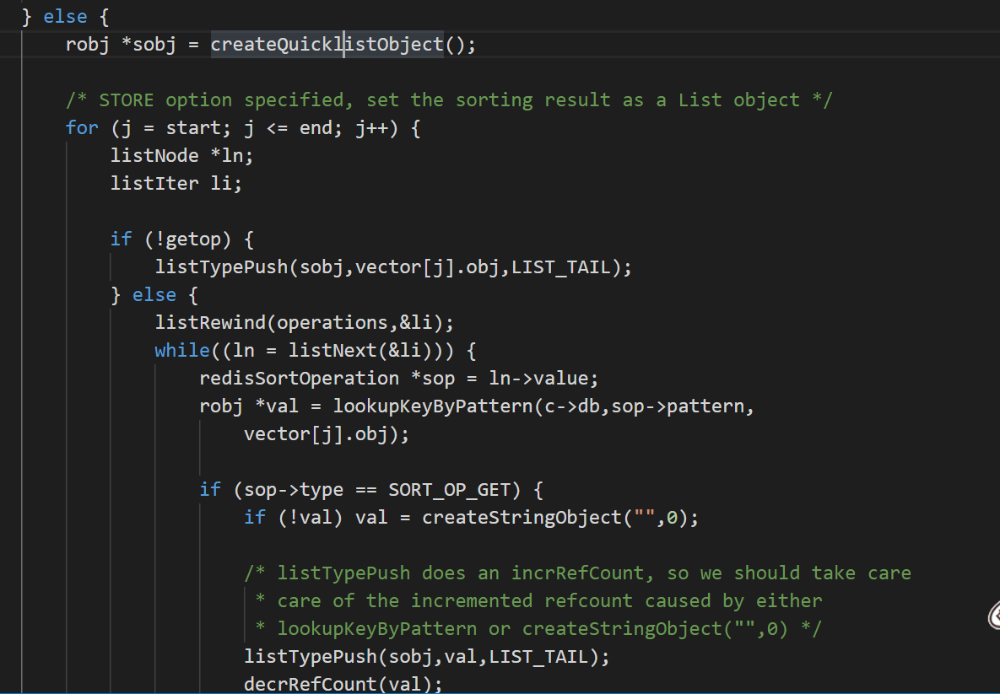 } else {
robj *sobj = createQuicklistObject();
/* STORE option specified, set the sorting result as a List object */
for (j = start; j <= end; j++) {
listNode *ln;
listIter li;
if (!getop) {
listTypePush(sobj,vector[j].obj,LIST_TAIL);
} else {
listRewind(operations,&li);
while((ln = listNext(&li))) {
redisSortOperation *sop = ln->value;
robj *val = lookupKeyByPattern(c->db,sop->pattern,
vector[j].obj);
if (sop->type == SORT_OP_GET) {
if (!val) val = createStringObject("",0);
/* listTypePush does an incrRefCount, so we should take care
* care of the incremented refcount caused by either
* lookupKeyByPattern or createStringObject("",0) */
listTypePush(sobj,val,LIST_TAIL);
decrRefCount(val);